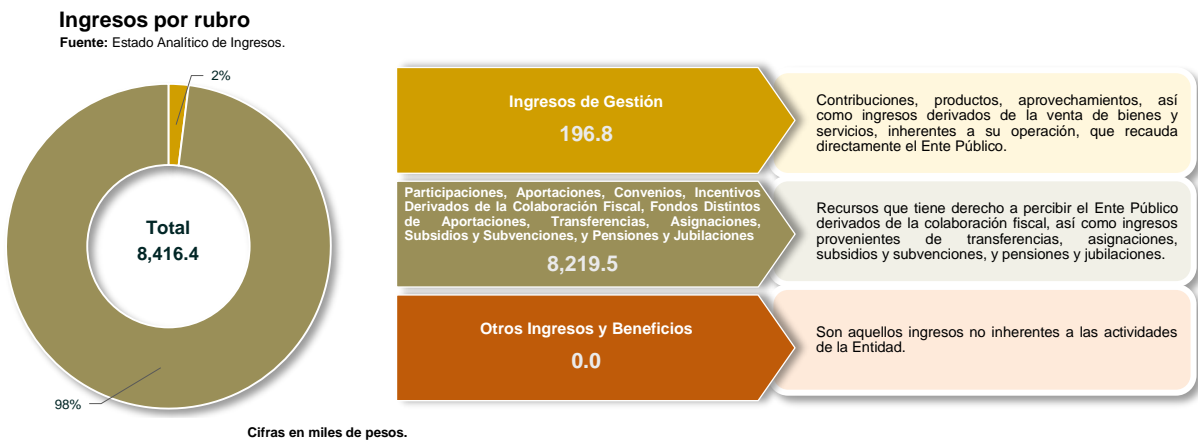 Ingresos por rubro
Fuente: Estado Analítico de Ingresos.
2%
Total
8,416.4
98%
Ingresos de Gestión
196.8
Contribuciones, productos, aprovechamientos, así
como ingresos derivados de la venta de bienes y
servicios, inherentes a su operación, que recauda
directamente el Ente Público.
Participaciones, Aportaciones, Convenios, Incentivos
Derivados de la Colaboración Fiscal, Fondos Distintos
de Aportaciones, Transferencias, Asignaciones,
Subsidios y Subvenciones, y Pensiones y Jubilaciones
8,219.5
Recursos que tiene derecho a percibir el Ente Público
derivados de la colaboración fiscal, así como ingresos
provenientes de transferencias, asignaciones,
subsidios y subvenciones, y pensiones y jubilaciones.
Otros Ingresos y Beneficios
0.0
Son aquellos ingresos no inherentes a las actividades
de la Entidad.
Cifras en miles de pesos.